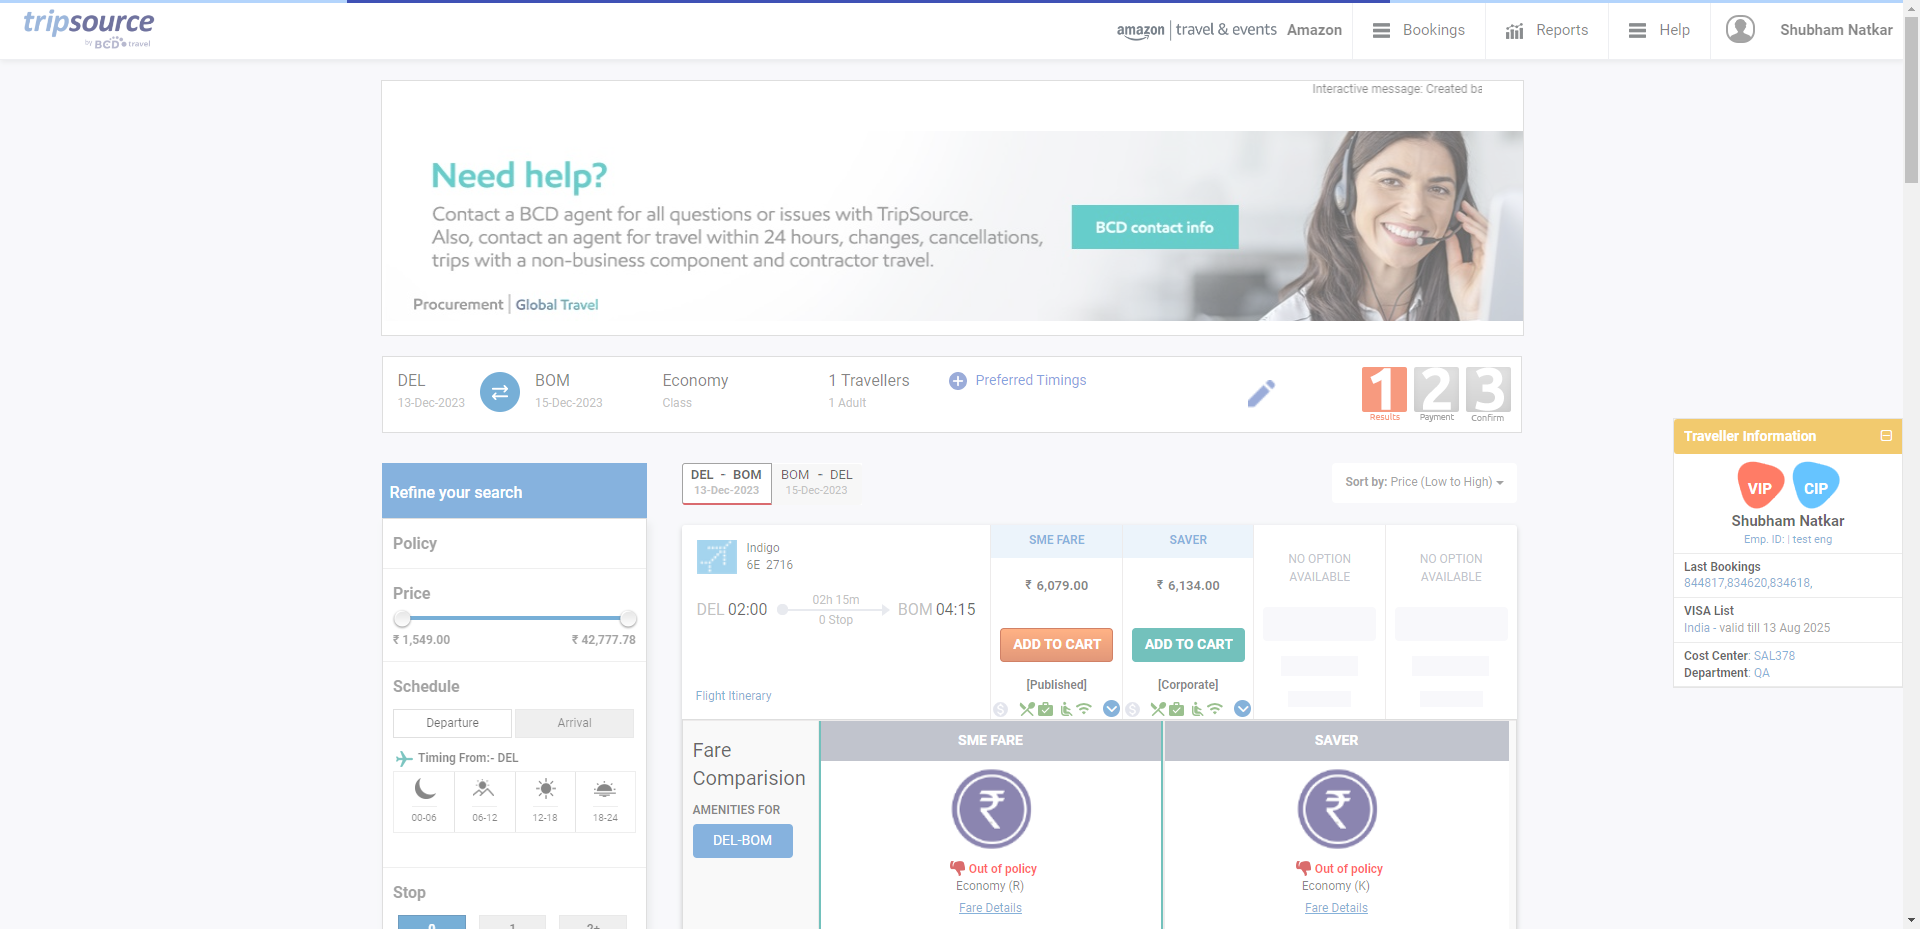 tripsource
by BCD travel
amazon | travel & events Amazon
Bookings
Reports
Help
Shubham Natkar
Interactive message: Created ba
Need help?
Contact a BCD agent for all questions or issues with TripSource.
Also, contact an agent for travel within 24 hours, changes, cancellations,
trips with a non-business component and contractor travel.
BCD contact info
Procurement | Global Travel
DEL
13-Dec-2023
BOM
15-Dec-2023
Economy
Class
1 Travellers
1 Adult
Preferred Timings
1 2 3
Results Payment Confirm
Traveller Information
VIP CIP
Shubham Natkar
Emp. ID: | test eng
Last Bookings
844817,834620,834618,
VISA List
India - valid till 13 Aug 2025
Cost Center: SAL378
Department: QA
Refine your search
Policy
Price
₹ 1,549.00 ₹ 42,777.78
Schedule
Departure Arrival
Timing From:- DEL
00-06 06-12 12-18 18-24
Stop
0 1 2+
DEL - BOM
13-Dec-2023
BOM - DEL
15-Dec-2023
Sort by: Price (Low to High)
Indigo
6E 2716
DEL 02:00
02h 15m
0 Stop
BOM 04:15
Flight Itinerary
SME FARE
₹ 6,079.00
ADD TO CART
[Published]
SAVER
₹ 6,134.00
ADD TO CART
[Corporate]
NO OPTION
AVAILABLE
NO OPTION
AVAILABLE
Fare
Comparision
AMENITIES FOR
DEL-BOM
SME FARE
₹
Out of policy
Economy (R)
Fare Details
SAVER
₹
Out of policy
Economy (K)
Fare Details